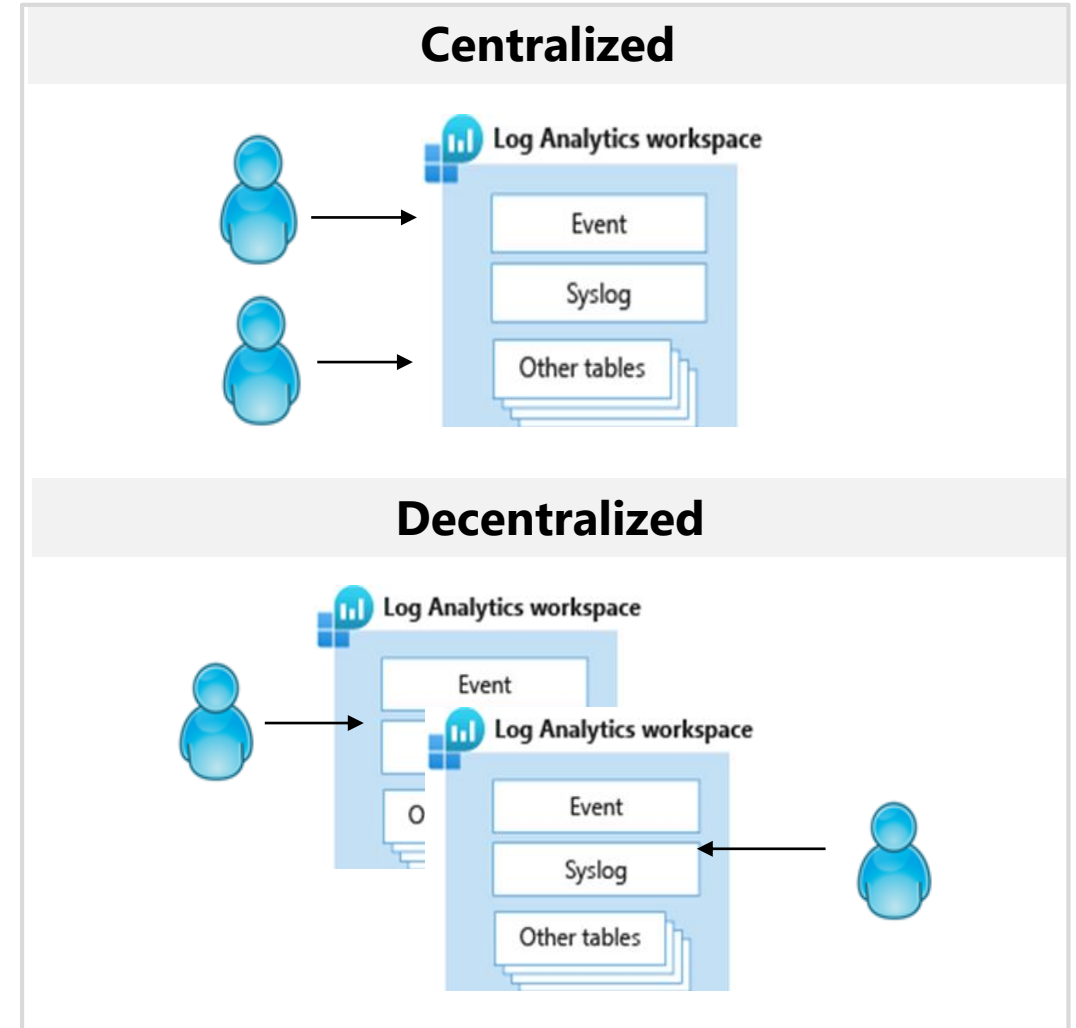 Centralized
Log Analytics workspace
Event
Syslog
Other tables
Decentralized
Log Analytics workspace
Event
O
Log Analytics workspace
Event
Syslog
Other tables